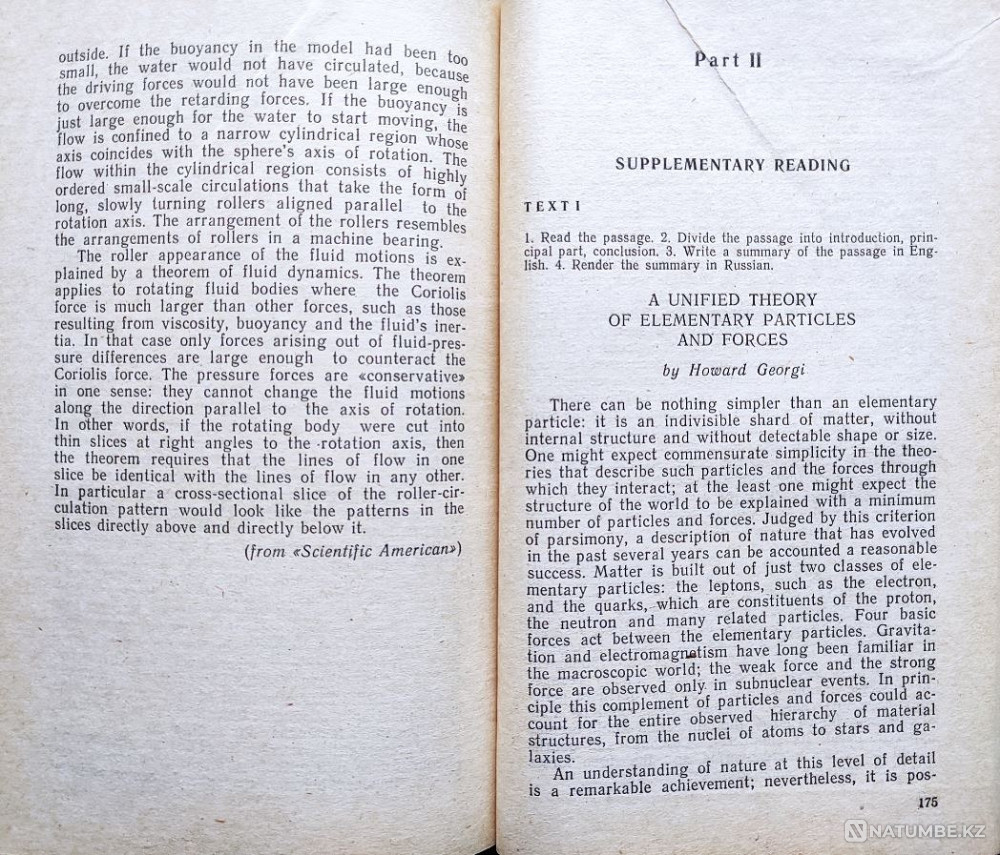 outside. If the buoyancy in the model had been too
small, the water would not have circulated, because
the driving forces would not have been large enough
to overcome the retarding forces. If the buoyancy is
just large enough for the water to start moving, the
flow is confined to a narrow cylindrical region whose
axis coincides with the sphere's axis of rotation. The
flow within the cylindrical region consists of highly
ordered small-scale circulations that take the form of
long, slowly turning rollers aligned parallel to the
rotation axis. The arrangement of the rollers resembles
the arrangements of rollers in a machine bearing.
The roller appearance of the fluid motions is ex-
plained by a theorem of fluid dynamics. The theorem
applies to rotating fluid bodies where the Coriolis
force is much larger than other forces, such as those
resulting from viscosity, buoyancy and the fluid's iner-
tia. In that case only forces arising out of fluid-pres-
sure differences are large enough to counteract the
Coriolis force. The pressure forces are «conservative»
in one sense: they cannot change the fluid motions
along the direction parallel to the axis of rotation.
In other words, if the rotating body were cut into
thin slices at right angles to the rotation axis, then
the theorem requires that the lines of flow in one
slice be identical with the lines of flow in any other.
In particular a cross-sectional slice of the roller-cir-
culation pattern would look like the patterns in the
slices directly above and directly below it.
(from «Scientific American»)
Part II
SUPPLEMENTARY READING
TEXT I
1. Read the passage. 2. Divide the passage into introduction, prin-
cipal part, conclusion. 3. Write a summary of the passage in Eng-
lish. 4. Render the summary in Russian.
A UNIFIED THEORY
OF ELEMENTARY PARTICLES
AND FORCES
by Howard Georgi
There can be nothing simpler than an elementary
particle: it is an indivisible shard of matter, without
internal structure and without detectable shape or size.
One might expect commensurate simplicity in the theo-
ries that describe such particles and the forces through
which they interact; at the least one might expect the
structure of the world to be explained with a minimum
number of particles and forces. Judged by this criterion
of parsimony, a description of nature that has evolved
in the past several years can be accounted a reasonable
success. Matter is built out of just two classes of ele-
mentary particles: the leptons, such as the electron,
and the quarks, which are constituents of the proton,
the neutron and many related particles. Four basic
forces act between the elementary particles. Gravita-
tion and electromagnetism have long been familiar in
the macroscopic world; the weak force and the strong
force are observed only in subnuclear events. In prin-
ciple this complement of particles and forces could ac-
count for the entire observed hierarchy of material
structures, from the nuclei of atoms to stars and ga-
laxies.
An understanding of nature at this level of detail
is a remarkable achievement; nevertheless, it is pos-
175
NATUMBE.KZ